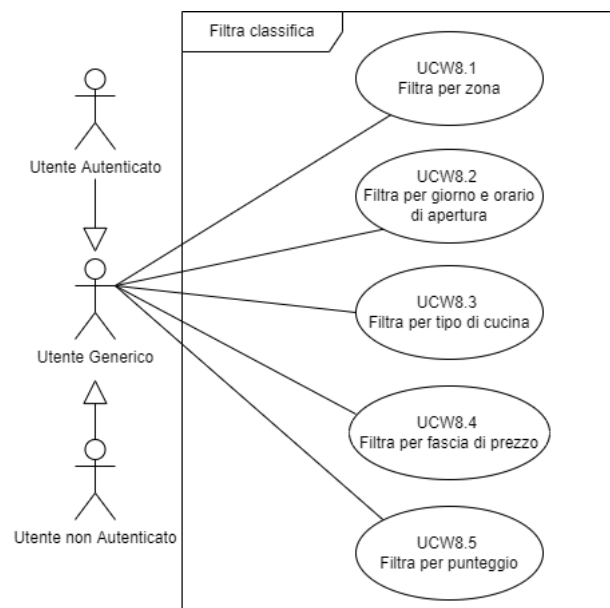 Filtra classifica
UCW8.1
Filtra per zona
Utente Autenticato
UCW8.2
Filtra per giorno e orario
di apertura
UCW8.3
Filtra per tipo di cucina
Utente Generico
UCW8.4
Filtra per fascia di prezzo
Utente non Autenticato
UCW8.5
Filtra per punteggio